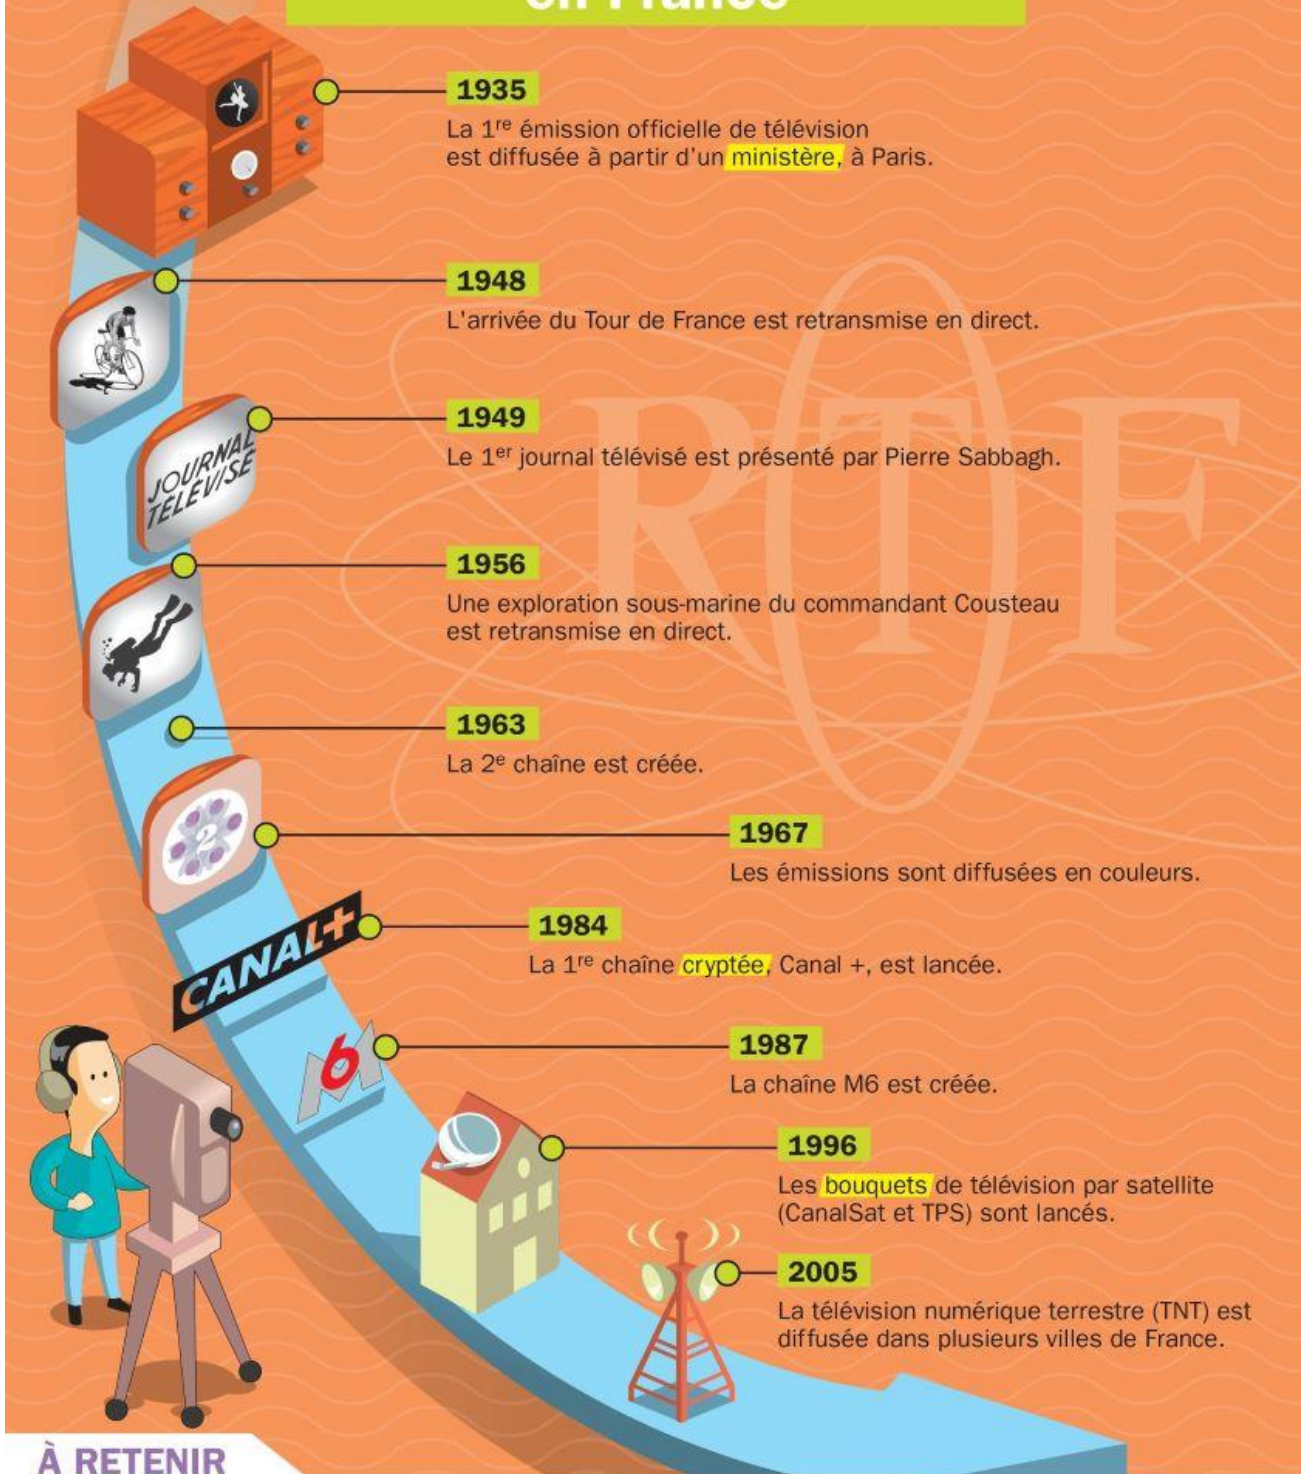 en France
1935
La 1re émission officielle de télévision
est diffusée à partir d'un ministère, à Paris.
1948
L'arrivée du Tour de France est retransmise en direct.
1949
Le 1er journal télévisé est présenté par Pierre Sabbagh.
JOURNAL
TÉLÉVISÉ
RTF
1956
Une exploration sous-marine du commandant Cousteau
est retransmise en direct.
1963
La 2e chaîne est créée.
2
1967
Les émissions sont diffusées en couleurs.
CANAL+
1984
La 1re chaîne cryptée, Canal +, est lancée.
M6
1987
La chaîne M6 est créée.
1996
Les bouquets de télévision par satellite
(CanalSat et TPS) sont lancés.
2005
La télévision numérique terrestre (TNT) est
diffusée dans plusieurs villes de France.
À RETENIR